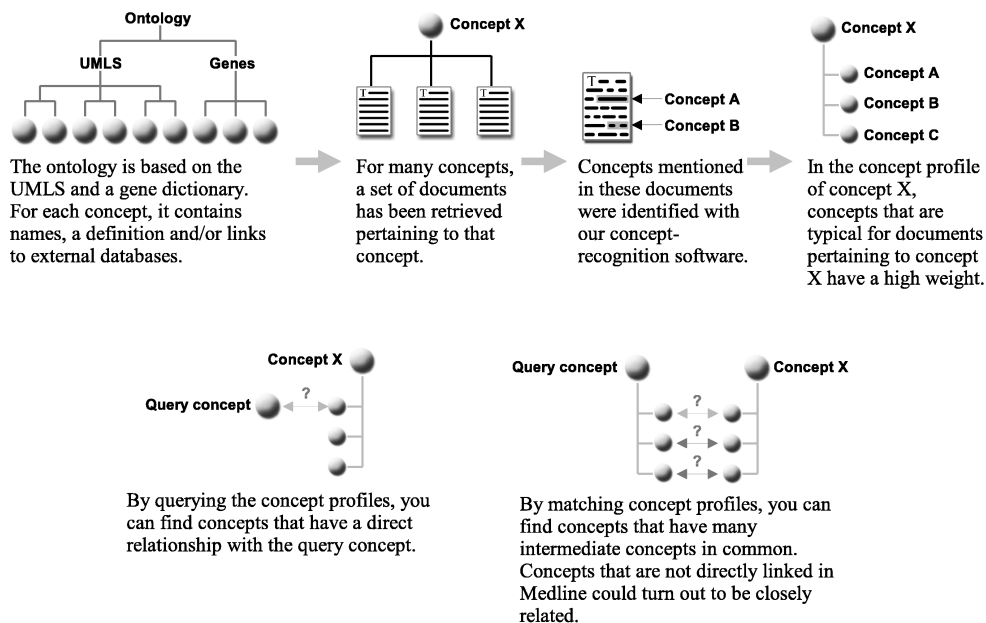 Ontology
UMLS
Genes
The ontology is based on the
UMLS and a gene dictionary.
For each concept, it contains
names, a definition and/or links
to external databases.
Concept X
T
T
T
For many concepts,
a set of documents
has been retrieved
pertaining to that
concept.
T
Concept A
Concept B
Concepts mentioned
in these documents
were identified with
our concept-
recognition software.
Concept X
Concept A
Concept B
Concept C
In the concept profile
of concept X,
concepts that are
typical for documents
pertaining to concept
X have a high weight.
Concept X
Query concept
?
By querying the concept profiles, you
can find concepts that have a direct
relationship with the query concept.
Query concept
Concept X
?
?
?
By matching concept profiles, you can
find concepts that have many
intermediate concepts in common.
Concepts that are not directly linked in
Medline could turn out to be closely
related.